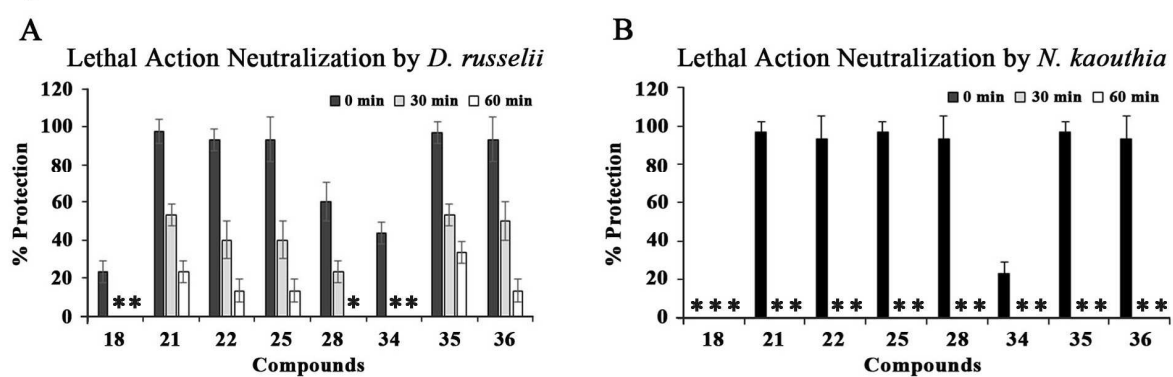 A
Lethal Action Neutralization by D. russelii
0 min 30 min 60 min
% Protection
120
100
80
60
40
20
0
** * **
18 21 22 25 28 34 35 36
Compounds
B
Lethal Action Neutralization by N. kaouthia
0 min 30 min 60 min
% Protection
120
100
80
60
40
20
0
*** ** ** ** ** ** ** **
18 21 22 25 28 34 35 36
Compounds